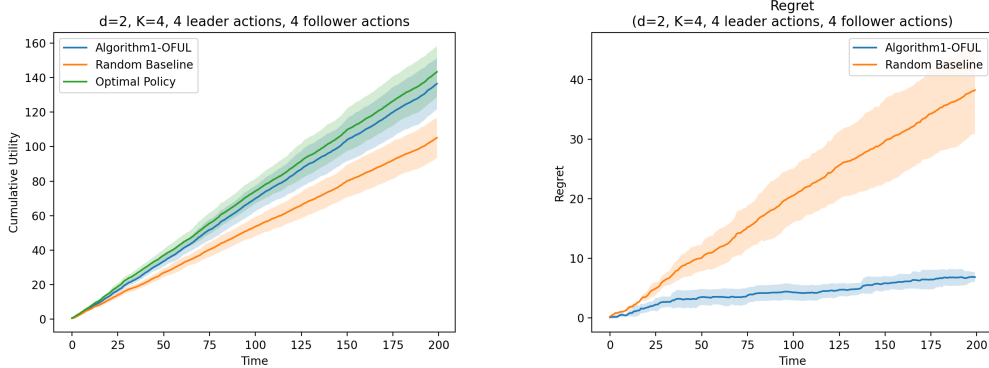 d=2, K=4, 4 leader actions, 4 follower actions
Cumulative Utility
160
140
120
100
80
60
40
20
0
Algorithm1-OFUL
Random Baseline
Optimal Policy
0 25 50 75 100 125 150 175 200
Time
Regret
(d=2, K=4, 4 leader actions, 4 follower actions)
Regret
40
30
20
10
0
Algorithm1-OFUL
Random Baseline
0 25 50 75 100 125 150 175 200
Time